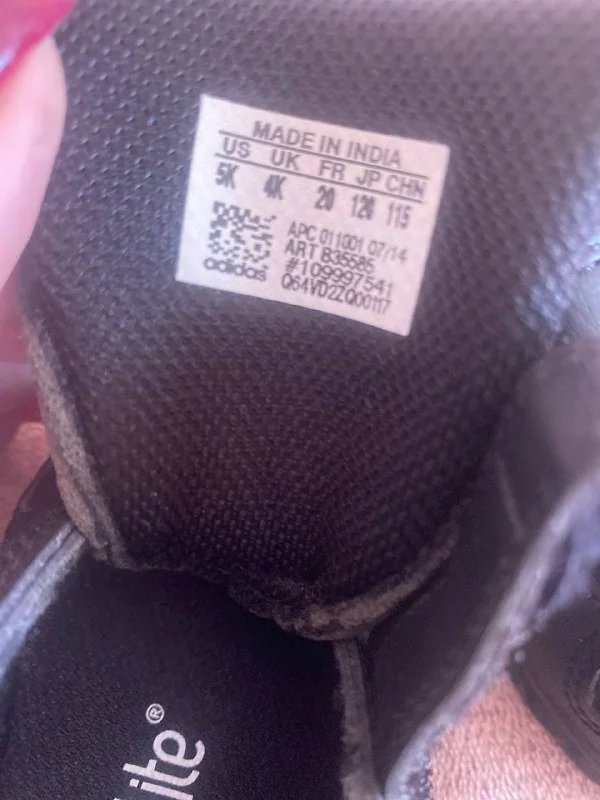 MADE IN INDIA
US UK FR JP CHN
5K 4K 20 120 115
APC 011001 07/14
ART B35585
#109997541
Q64VD2ZQ00117
adidas
lite®